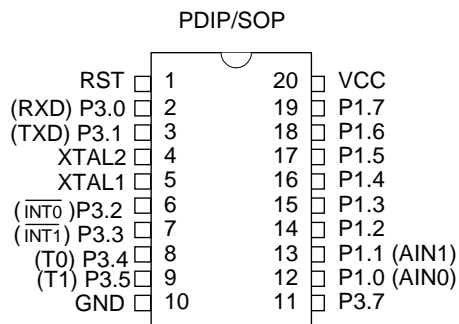 PDIP/SOP
RST 1 20 VCC
(RXD) P3.0 2 19 P1.7
(TXD) P3.1 3 18 P1.6
XTAL2 4 17 P1.5
XTAL1 5 16 P1.4
(INT0 )P3.2 6 15 P1.3
(INT1) P3.3 7 14 P1.2
(T0) P3.4 8 13 P1.1 (AIN1)
(T1) P3.5 9 12 P1.0 (AIN0)
GND 10 11 P3.7